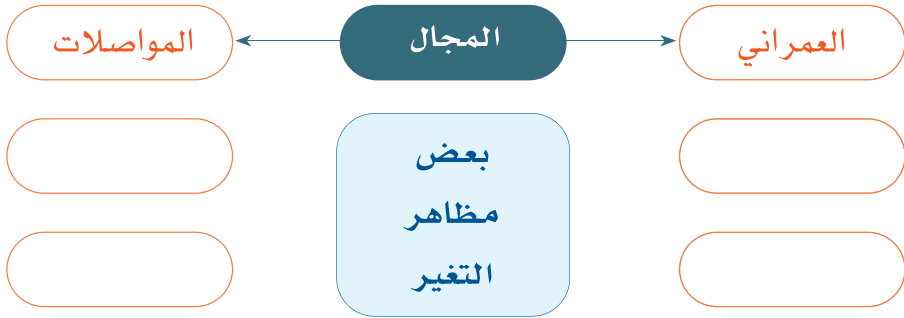 العمراني
المجال
المواصلات
بعض
مظاهر
التغير